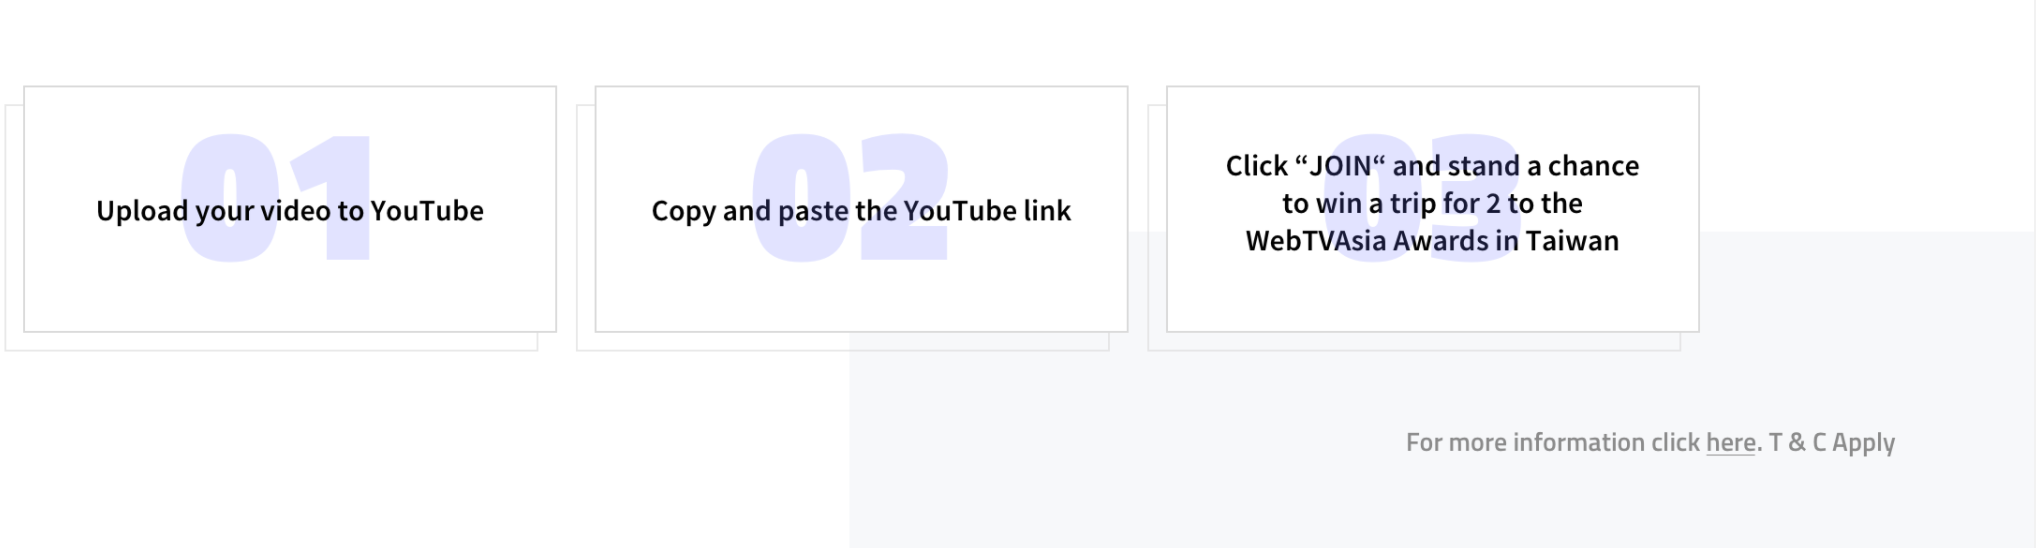 01
Upload your video to YouTube
02
Copy and paste the YouTube link
03
Click “JOIN“ and stand a chance
to win a trip for 2 to the
WebTVAsia Awards in Taiwan
For more information click here. T & C Apply